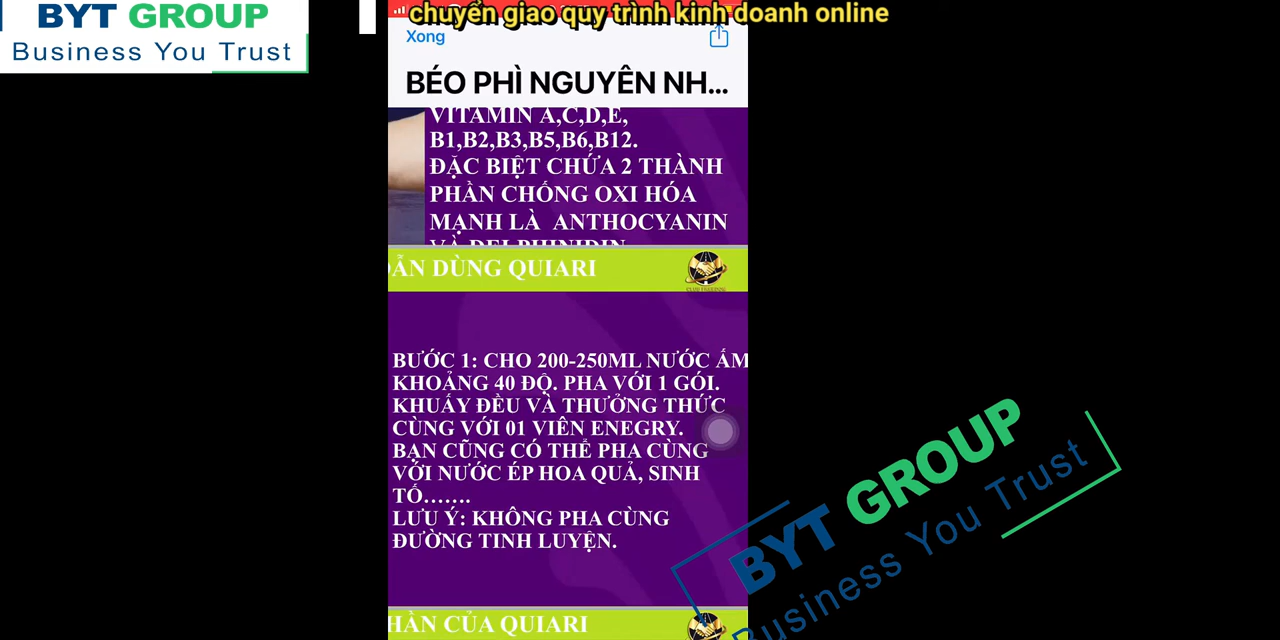 BYT GROUP
Business You Trust
chuyển giao quy trình kinh doanh online
Xong
BÉO PHÌ NGUYÊN NH...
VITAMIN A,C,D,E,
B1,B2,B3,B5,B6,B12.
ĐẶC BIỆT CHỨA 2 THÀNH
PHẦN CHỐNG OXI HÓA
MẠNH LÀ ANTHOCYANIN
VÀ DELPHINIDIN
ẪN DÙNG QUIARI
BƯỚC 1: CHO 200-250ML NƯỚC ẤM
KHOẢNG 40 ĐỘ. PHA VỚI 1 GÓI.
KHUẤY ĐỀU VÀ THƯỞNG THỨC
CÙNG VỚI 01 VIÊN ENEGRY.
BẠN CŨNG CÓ THỂ PHA CÙNG
VỚI NƯỚC ÉP HOA QUẢ, SINH
TỐ.......
LƯU Ý: KHÔNG PHA CÙNG
ĐƯỜNG TINH LUYỆN.
HẦN CỦA QUIARI
BYT GROUP
Business You Trust